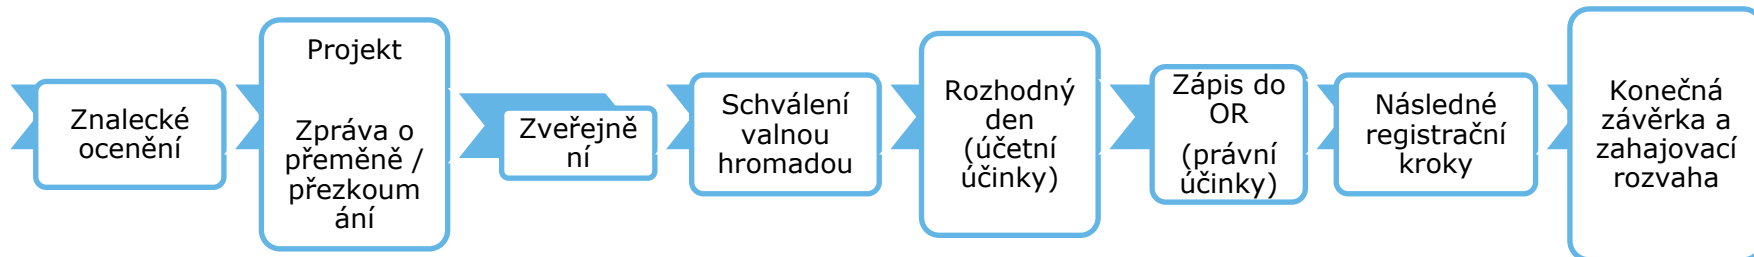 Znalecké
ocenění
Projekt
Zpráva o
přeměně /
přezkoum
ání
Zveřejně
ní
Schválení
valnou
hromadou
Rozhodný
den
(účetní
účinky)
Zápis do
OR
(právní
účinky)
Následné
registrační
kroky
Konečná
závěrka a
zahajovací
rozvaha